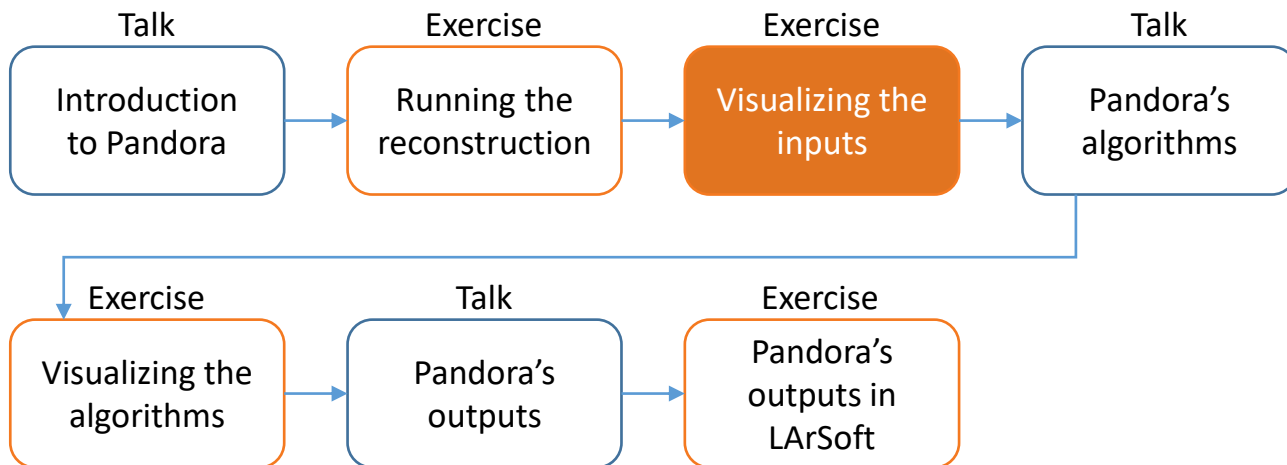 Talk
Exercise
Exercise
Talk
Introduction
to Pandora
Running the
reconstruction
Visualizing the
inputs
Pandora’s
algorithms
Exercise
Talk
Exercise
Visualizing the
algorithms
Pandora’s
outputs
Pandora’s
outputs in
LArSoft